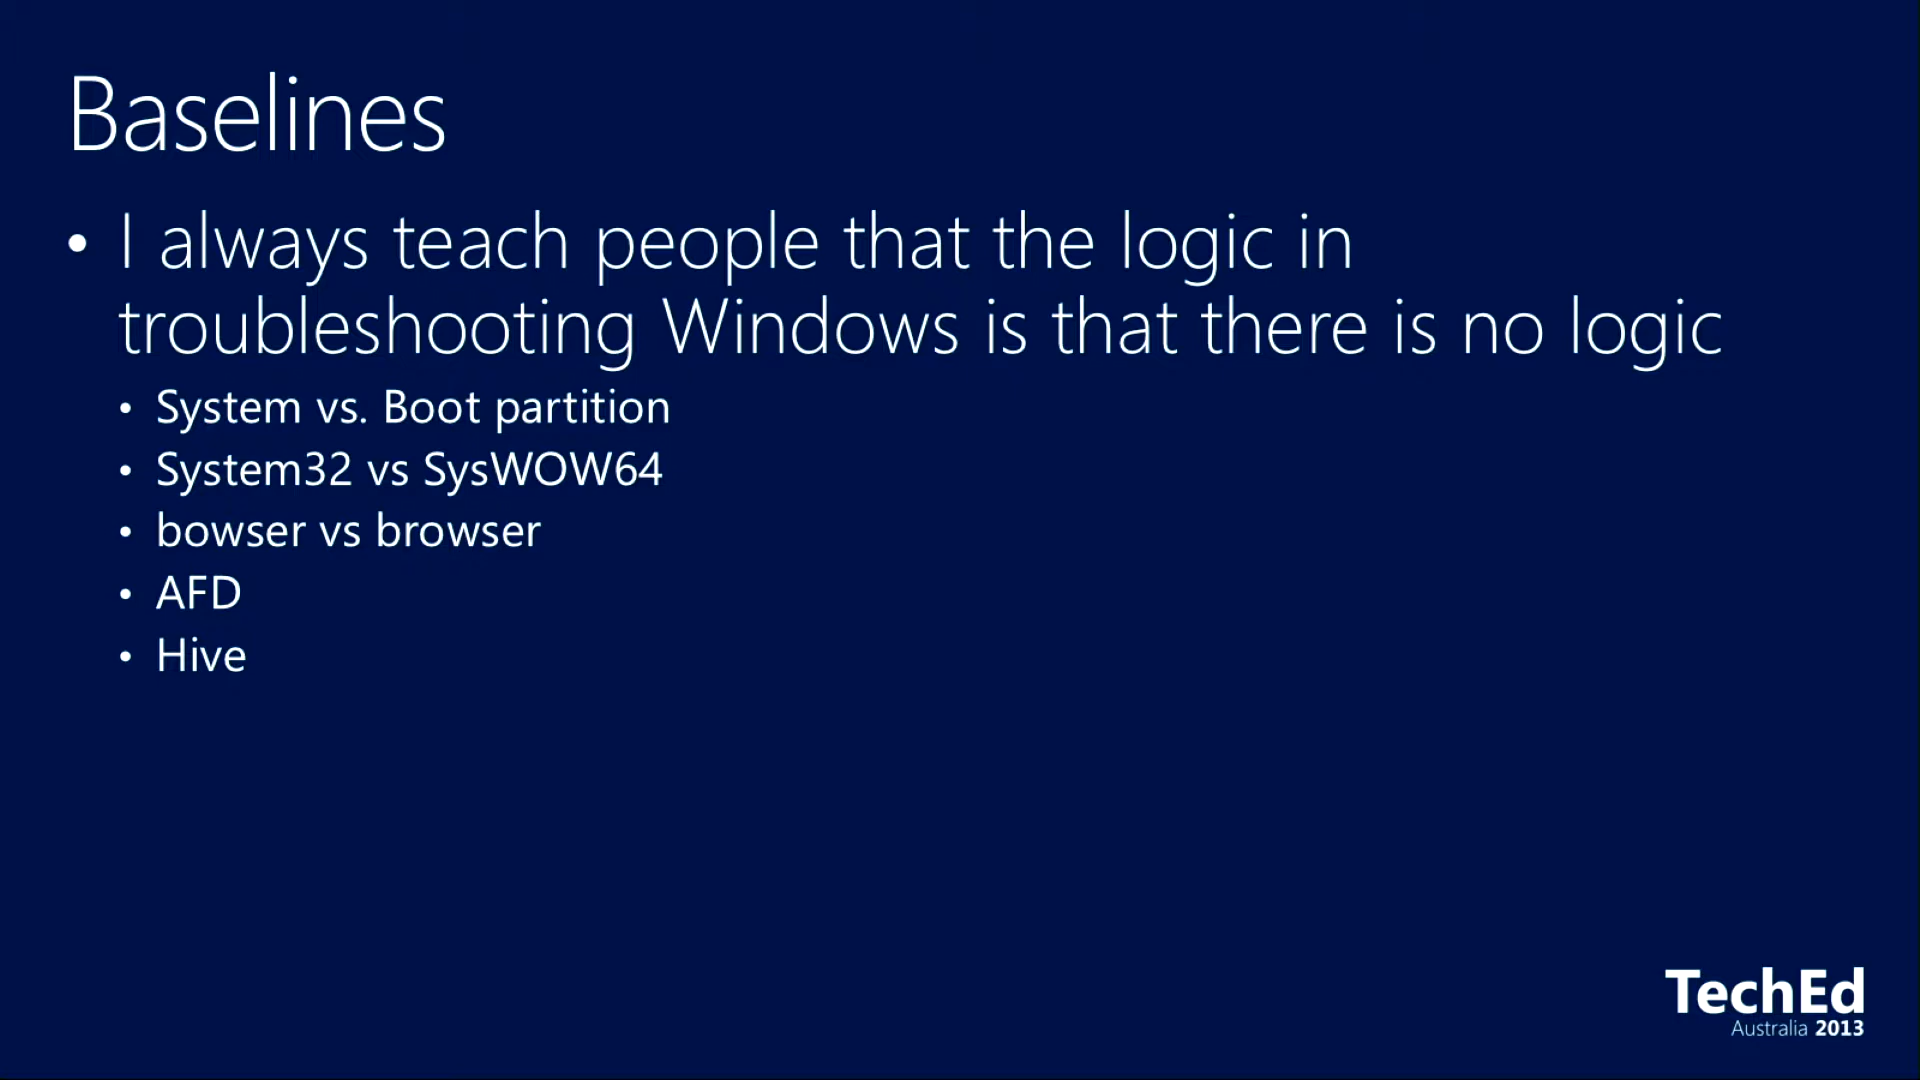 Baselines
• I always teach people that the logic in
troubleshooting Windows is that there is no logic
• System vs. Boot partition
• System32 vs SysWOW64
• bowser vs browser
• AFD
• Hive
TechEd
Australia 2013